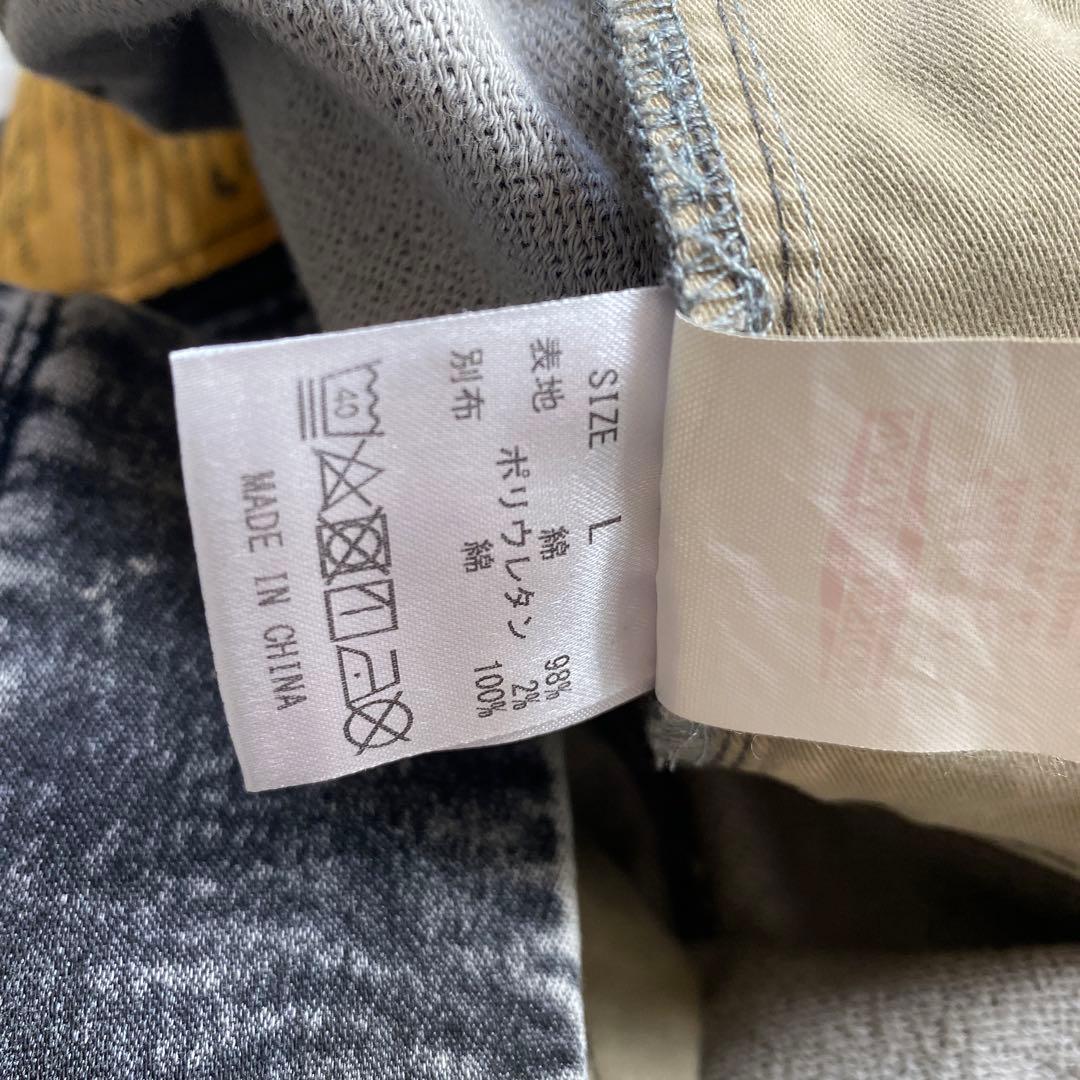 SIZE L
表地 綿 98%
ポリウレタン 2%
別布 綿 100%
40
MADE IN CHINA